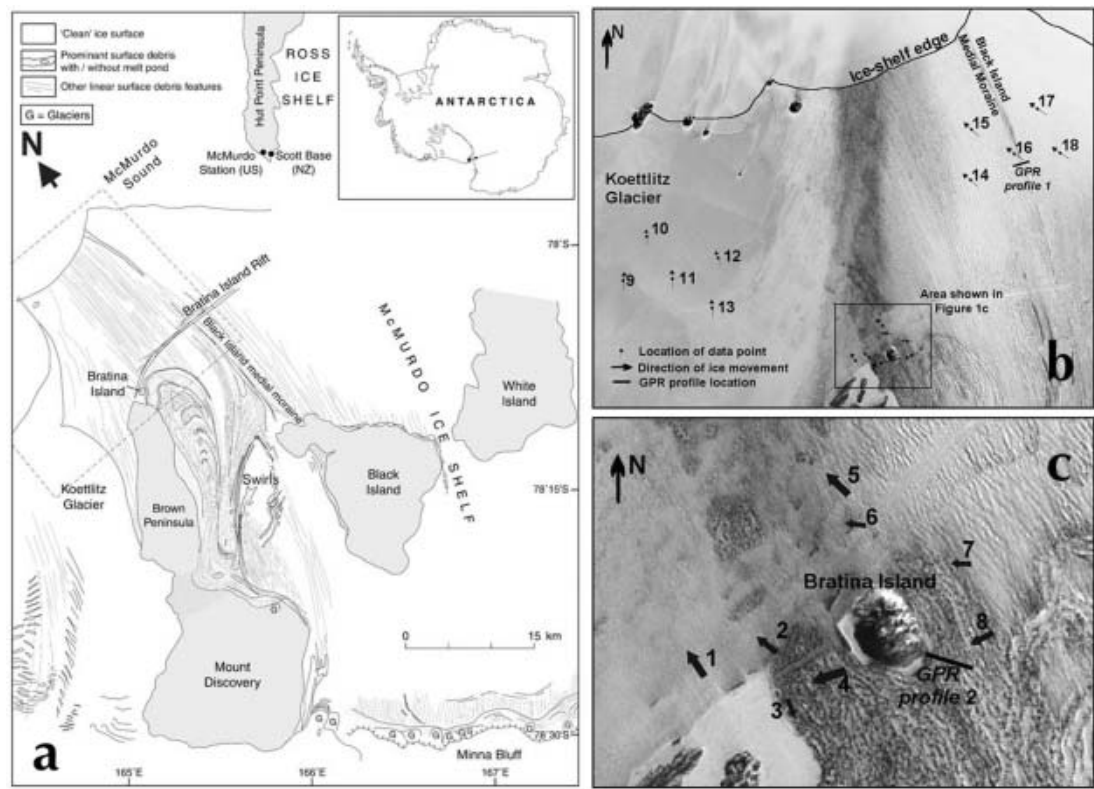 'Clean' ice surface
Prominant surface debris
with / without melt pond
Other linear surface debris features
G = Glaciers
N
Hut Point Peninsula
ROSS
ICE
SHELF
McMurdo
Station (US)
Scott Base
(NZ)
ANTARCTICA
McMurdo
Sound
78°S
Bratina Island Rift
Black Island medial moraine
McMURDO ICE SHELF
Bratina
Island
White
Island
Swirls
Black
Island
78°15'S
Koettlitz
Glacier
Brown
Peninsula
G
0 15 km
Mount
Discovery
G G G G G G G
78°30'S
Minna Bluff
a
165°E 166°E 167°E
N
Ice-shelf edge
Black Island
Medial Moraine
17
15
16
18
GPR
profile 1
14
Koettlitz
Glacier
10
12
9
11
13
Area shown in
Figure 1c
Location of data point
Direction of ice movement
GPR profile location
b
N
c
5
6
7
Bratina Island
8
2
1
4
GPR
profile 2
3